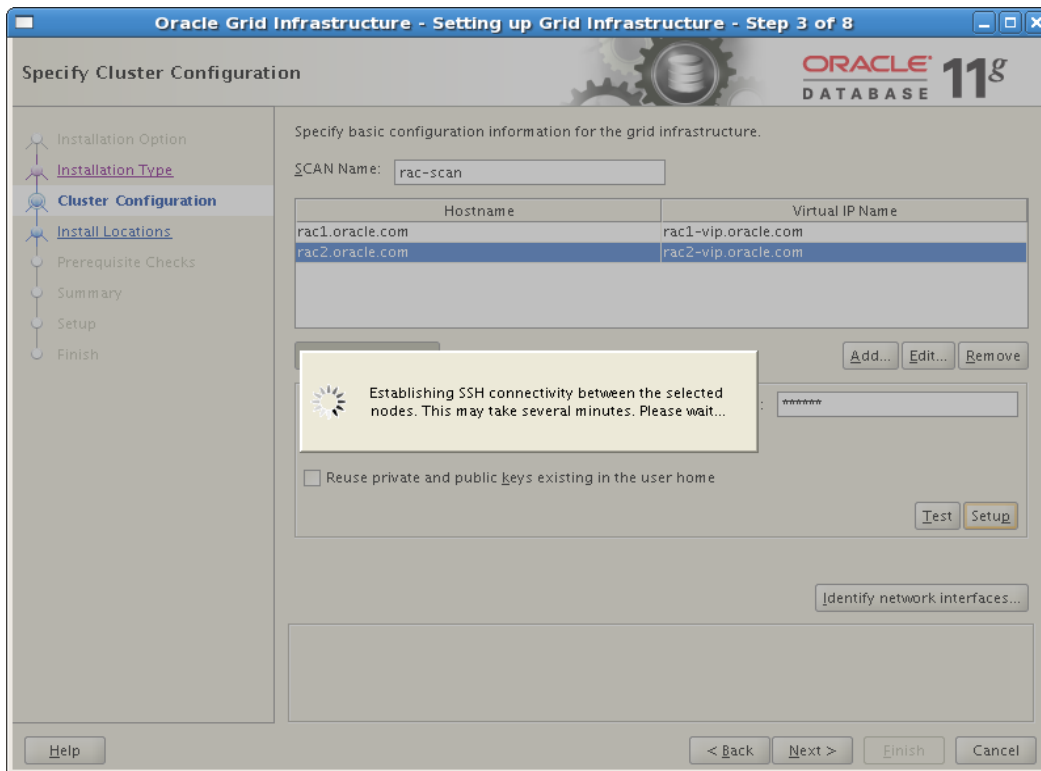 Oracle Grid Infrastructure - Setting up Grid Infrastructure - Step 3 of 8
Specify Cluster Configuration
ORACLE
DATABASE
11g
Installation Option
Installation Type
Cluster Configuration
Install Locations
Prerequisite Checks
Summary
Setup
Finish
Specify basic configuration information for the grid infrastructure.
SCAN Name: rac-scan
Hostname Virtual IP Name
rac1.oracle.com rac1-vip.oracle.com
rac2.oracle.com rac2-vip.oracle.com
Add... Edit... Remove
Establishing SSH connectivity between the selected
nodes. This may take several minutes. Please wait...
: ******
Reuse private and public keys existing in the user home
Test Setup
Identify network interfaces...
Help < Back Next > Finish Cancel